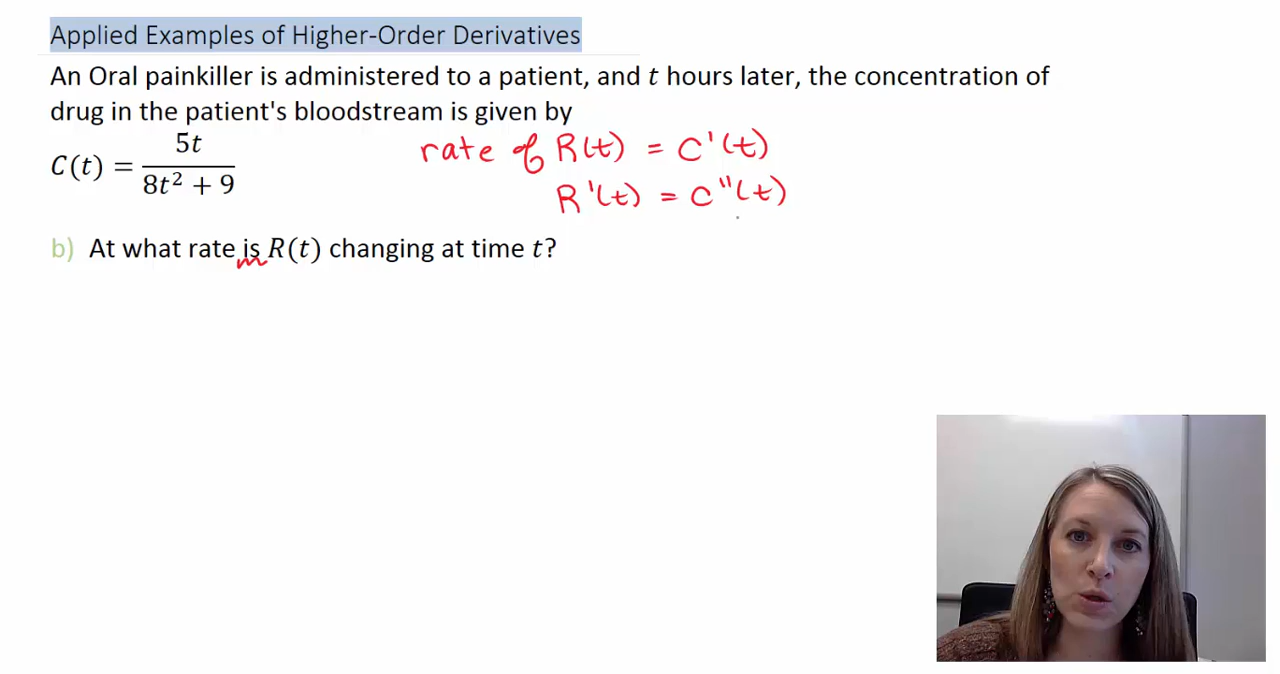 Applied Examples of Higher-Order Derivatives
An Oral painkiller is administered to a patient, and t hours later, the concentration of
drug in the patient's bloodstream is given by
C(t) = 5t / (8t² + 9)
rate of R(t) = C'(t)
R'(t) = C''(t)
b) At what rate is R(t) changing at time t?